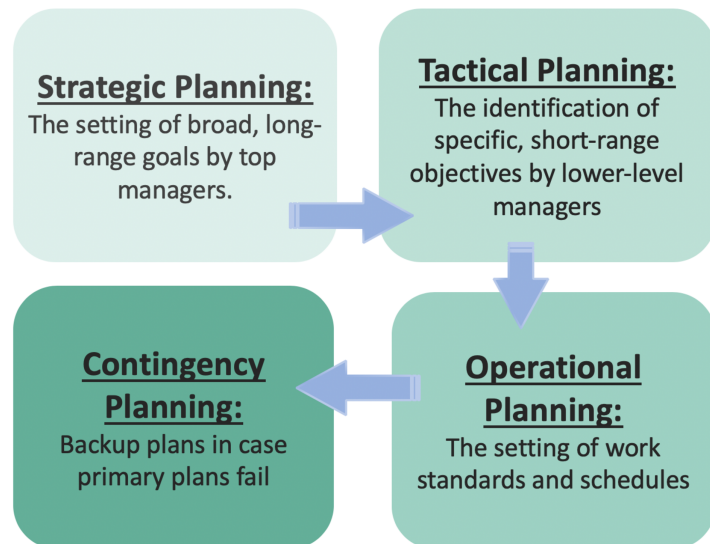 Strategic Planning:
The setting of broad, long-
range goals by top
managers.
Tactical Planning:
The identification of
specific, short-range
objectives by lower-level
managers
Operational
Planning:
The setting of work
standards and schedules
Contingency
Planning:
Backup plans in case
primary plans fail